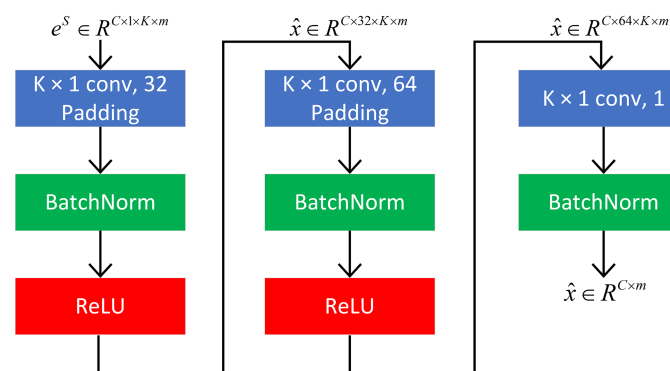 e^S ∈ R^{C×1×K×m}
K × 1 conv, 32
Padding
BatchNorm
ReLU
x̂ ∈ R^{C×32×K×m}
K × 1 conv, 64
Padding
BatchNorm
ReLU
x̂ ∈ R^{C×64×K×m}
K × 1 conv, 1
BatchNorm
x̂ ∈ R^{C×m}